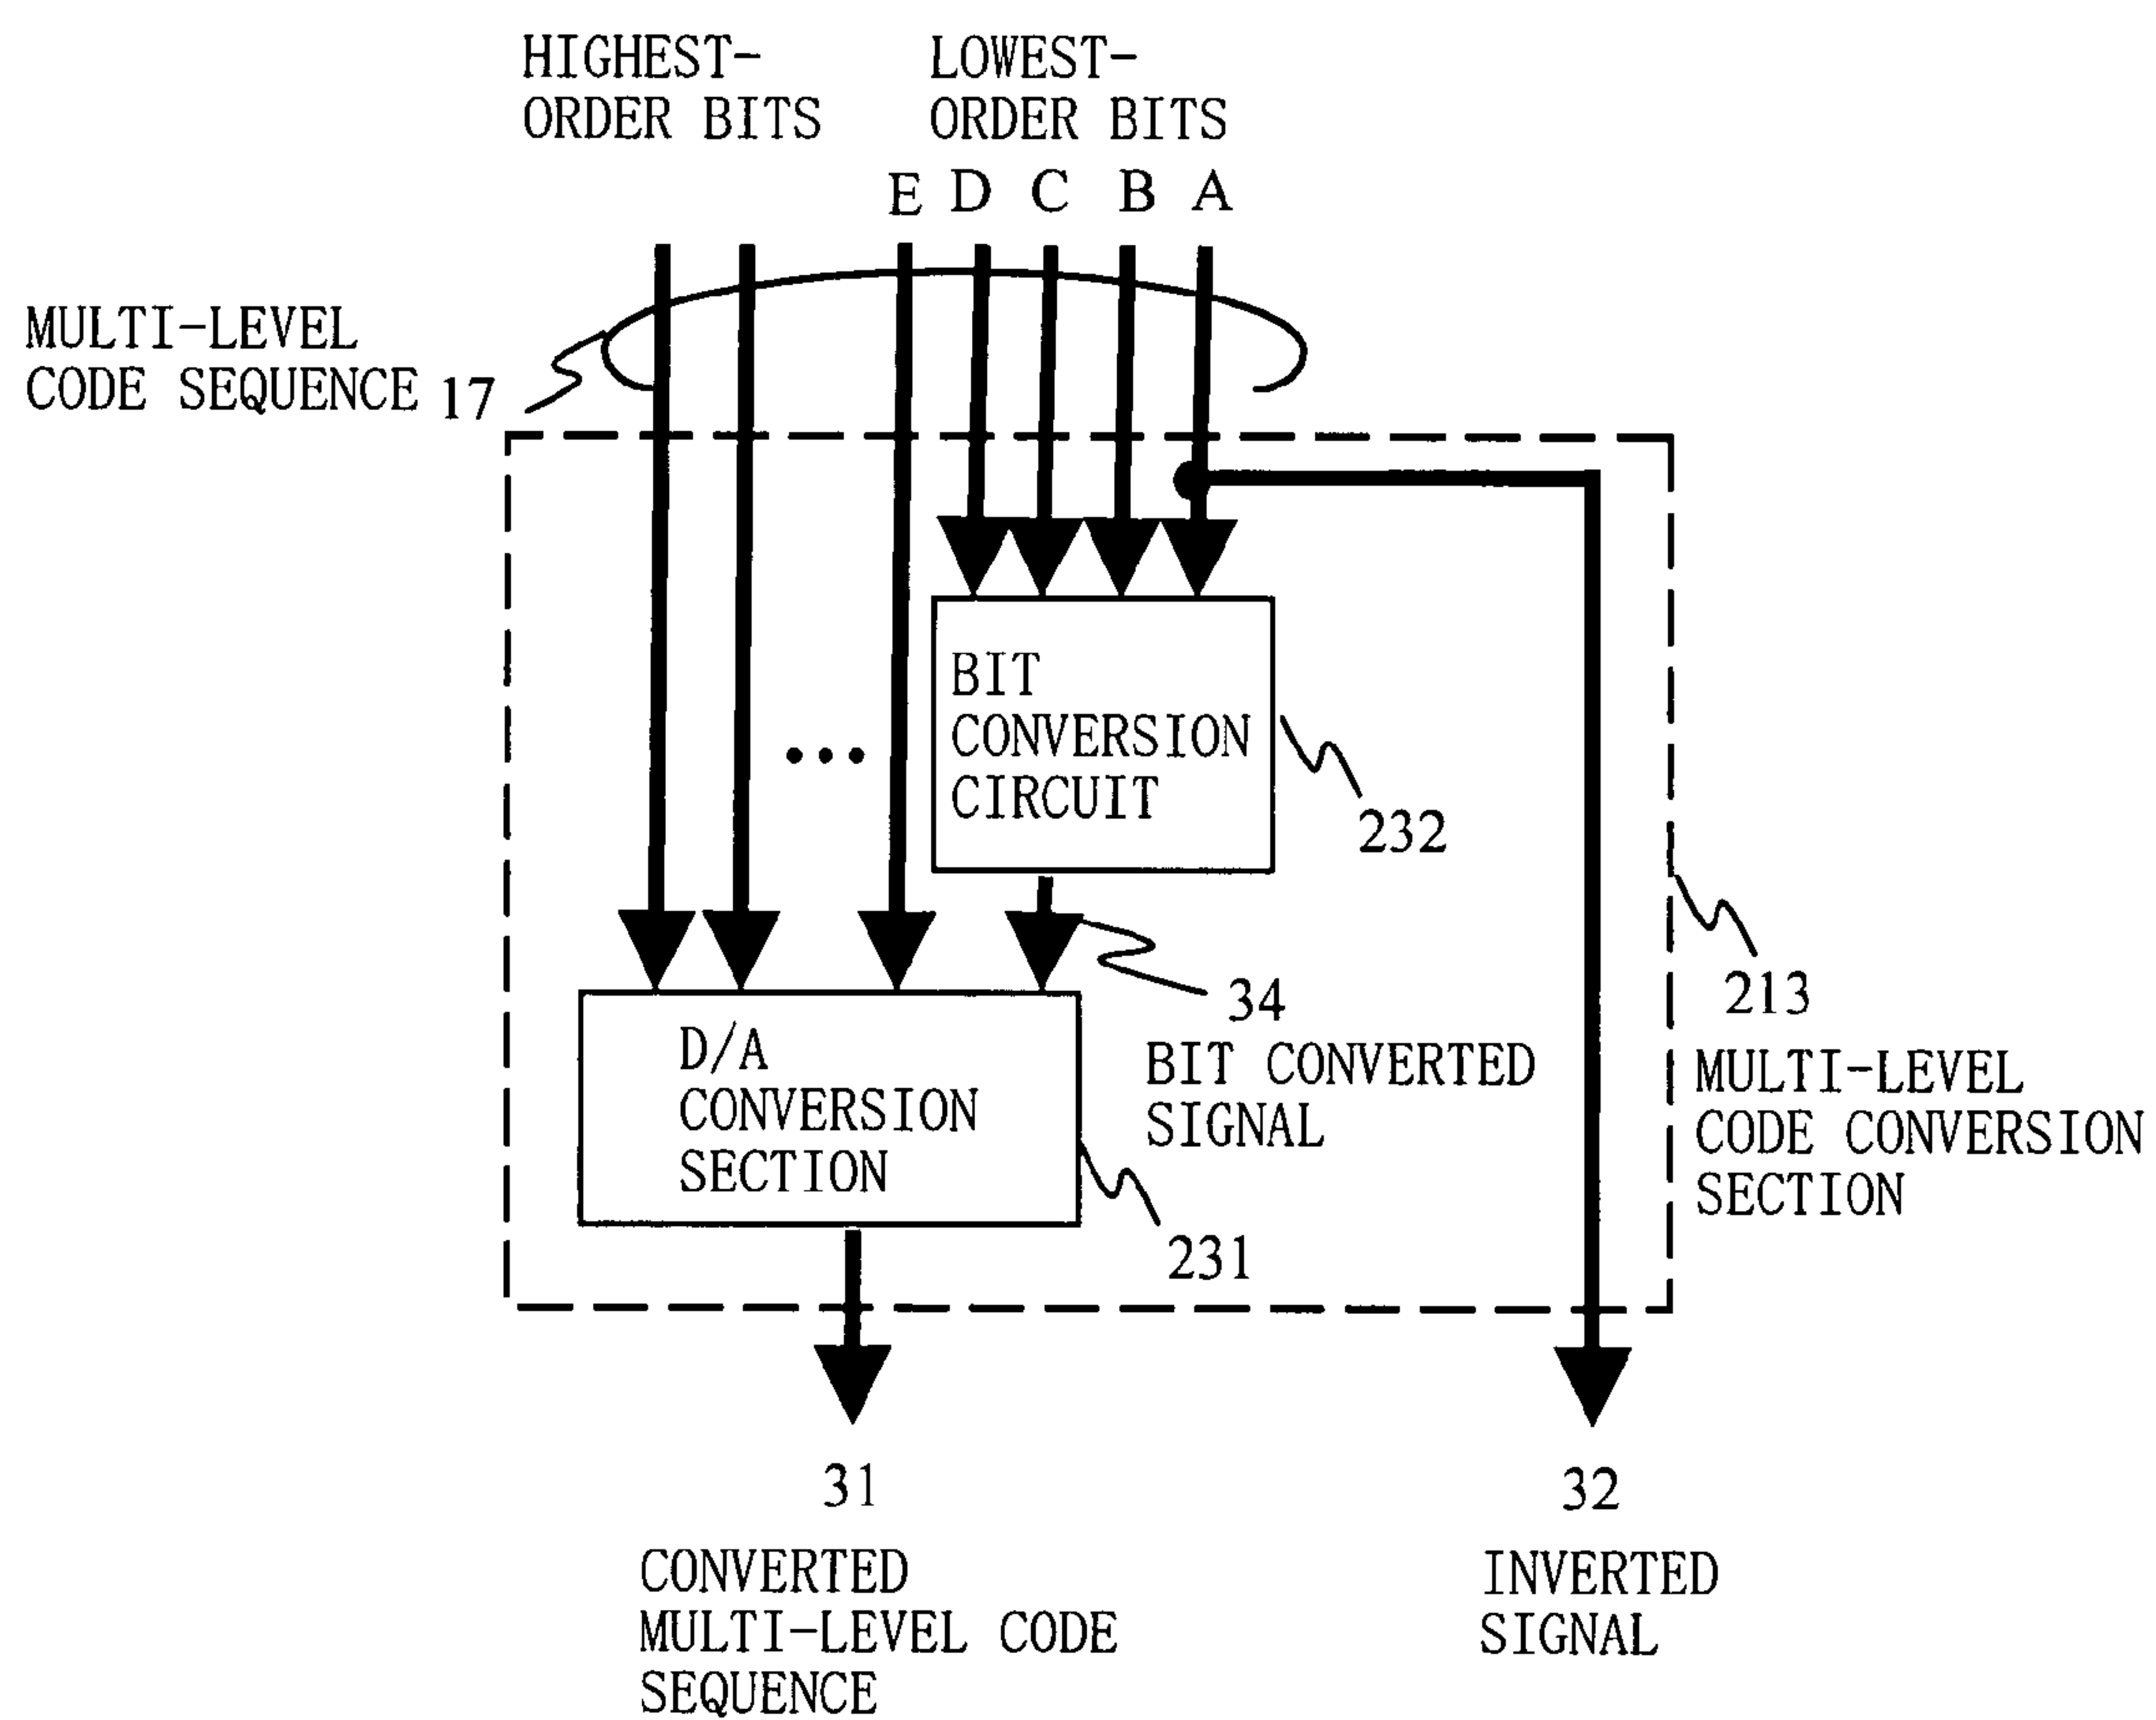 HIGHEST-
ORDER BITS
LOWEST-
ORDER BITS
E D C B A
MULTI-LEVEL
CODE SEQUENCE 17
BIT
CONVERSION
CIRCUIT
232
34
BIT CONVERTED
SIGNAL
213
MULTI-LEVEL
CODE CONVERSION
SECTION
D/A
CONVERSION
SECTION
231
31
CONVERTED
MULTI-LEVEL CODE
SEQUENCE
32
INVERTED
SIGNAL